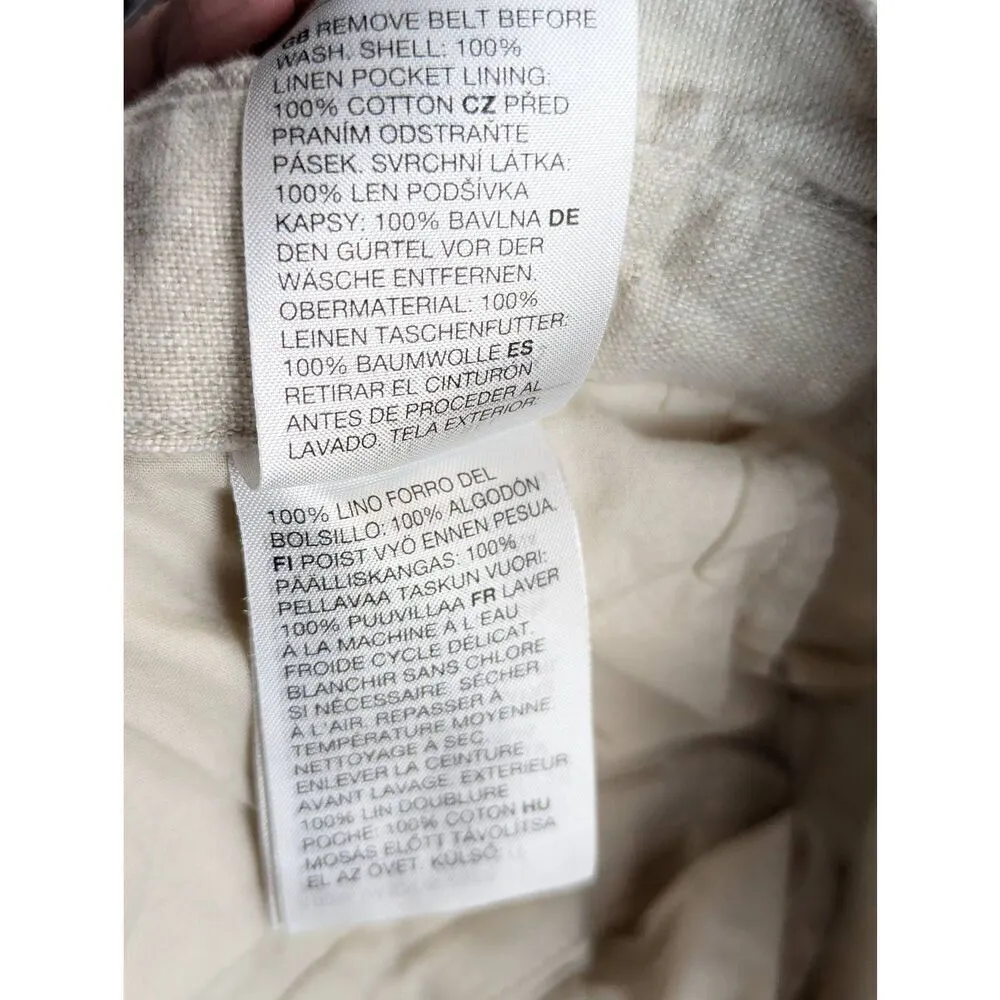 GB REMOVE BELT BEFORE
WASH. SHELL: 100%
LINEN POCKET LINING:
100% COTTON CZ PŘED
PRANÍM ODSTRAŇTE
PÁSEK. SVRCHNÍ LÁTKA:
100% LEN PODŠÍVKA
KAPSY: 100% BAVLNA DE
DEN GÜRTEL VOR DER
WÄSCHE ENTFERNEN.
OBERMATERIAL: 100%
LEINEN TASCHENFUTTER:
100% BAUMWOLLE ES
RETIRAR EL CINTURÓN
ANTES DE PROCEDER AL
LAVADO. TELA EXTERIOR:
100% LINO FORRO DEL
BOLSILLO: 100% ALGODÓN
FI POIST VYÖ ENNEN PESUA.
PÄÄLLISKANGAS: 100%
PELLAVAA TASKUN VUORI:
100% PUUVILLAA FR LAVER
À LA MACHINE À L'EAU
FROIDE CYCLE DÉLICAT.
BLANCHIR SANS CHLORE
SI NÉCESSAIRE. SÉCHER
À L'AIR. REPASSER À
TEMPÉRATURE MOYENNE.
NETTOYAGE À SEC
ENLEVER LA CEINTURE
AVANT LAVAGE. EXTÉRIEUR
100% LIN DOUBLURE
POCHE: 100% COTON HU
MOSÁS ELŐTT TÁVOLÍTSA
EL AZ ÖVET. KÜLSŐ